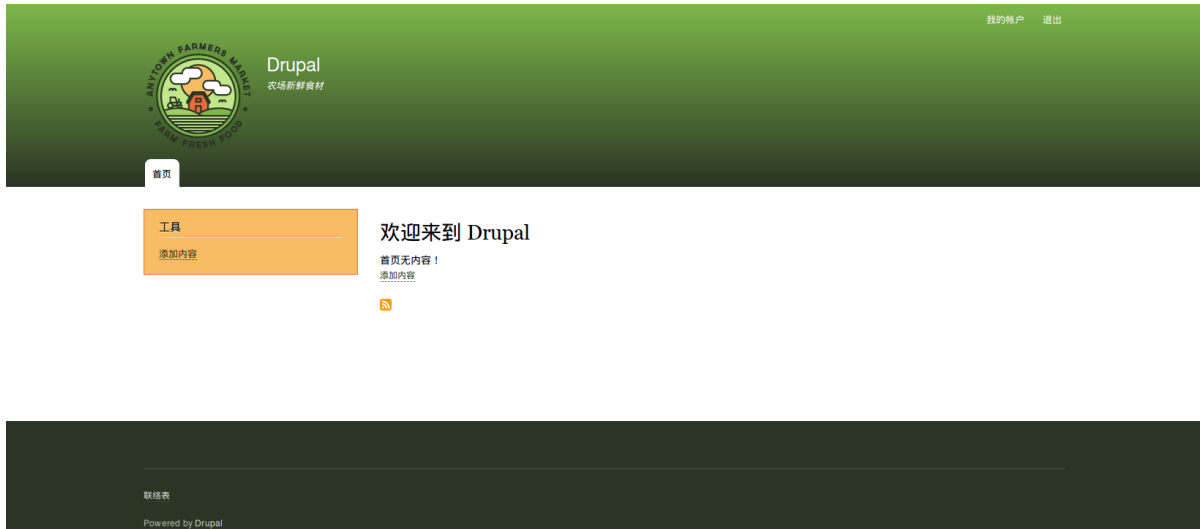 我的帐户 退出
ANYTOWN FARMERS MARKET
FARM FRESH FOOD
Drupal
农场新鲜食材
首页
工具
添加内容
欢迎来到 Drupal
首页无内容！
添加内容
联络表
Powered by Drupal